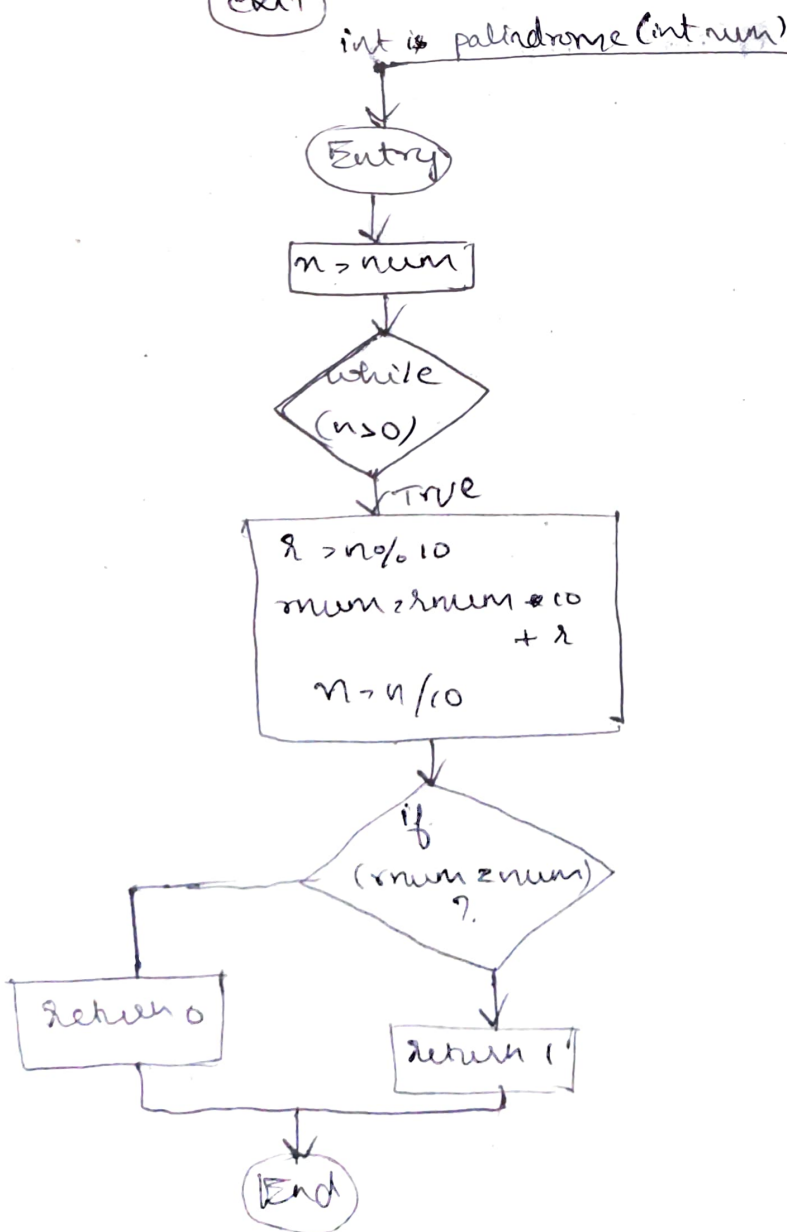 exit
int is palindrome (int num)
Entry
n = num
while
(n>0)
True
r = n% 10
rnum = rnum * 10
+ r
n = n/10
if
(rnum = num)
?
return 0
return 1
End